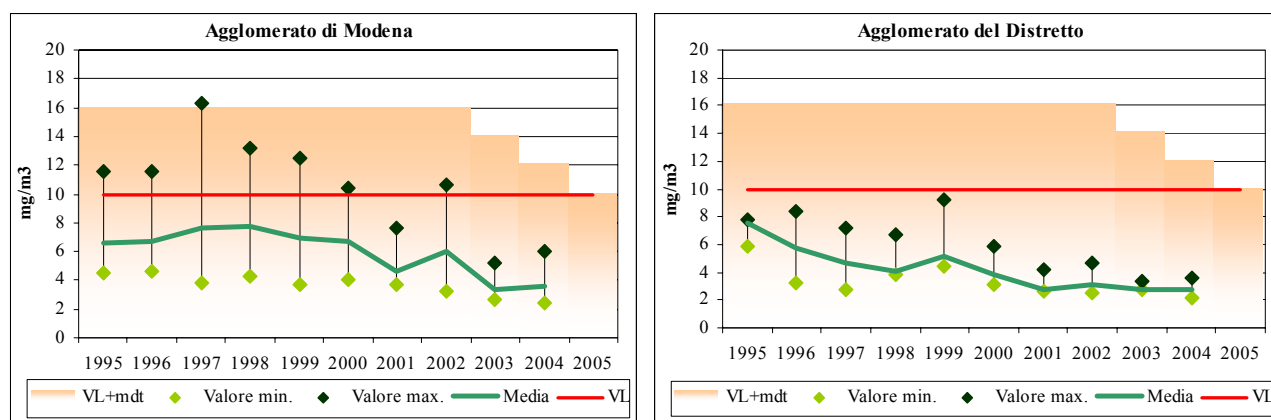 Agglomerato di Modena
mg/m3
20
18
16
14
12
10
8
6
4
2
0
1995 1996 1997 1998 1999 2000 2001 2002 2003 2004 2005
VL+mdt Valore min. Valore max. Media VL
Agglomerato del Distretto
mg/m3
20
18
16
14
12
10
8
6
4
2
0
1995 1996 1997 1998 1999 2000 2001 2002 2003 2004 2005
VL+mdt Valore min. Valore max. Media VL